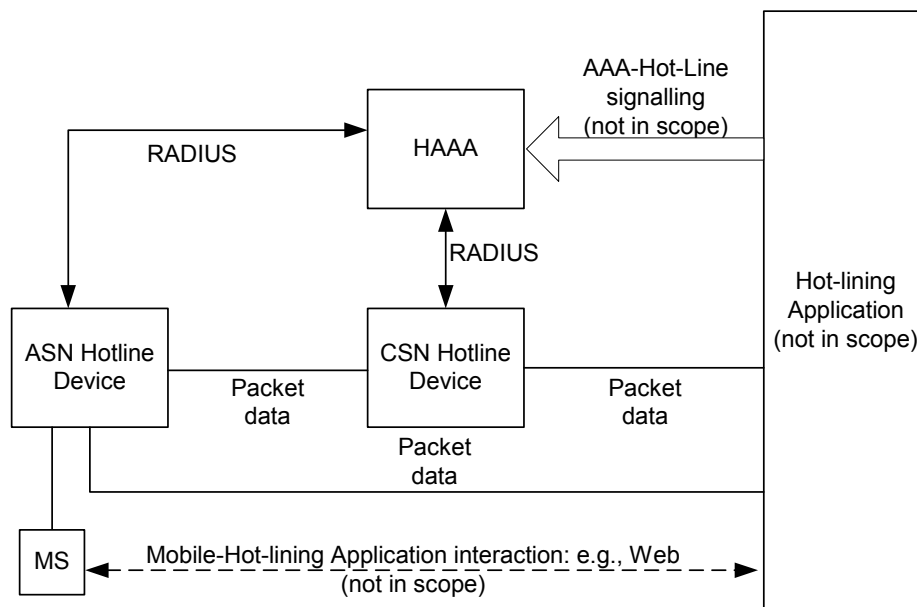 AAA-Hot-Line
signalling
(not in scope)
HAAA
RADIUS
RADIUS
Hot-lining
Application
(not in scope)
ASN Hotline
Device
CSN Hotline
Device
Packet
data
Packet
data
Packet
data
MS
Mobile-Hot-lining Application interaction: e.g., Web
(not in scope)